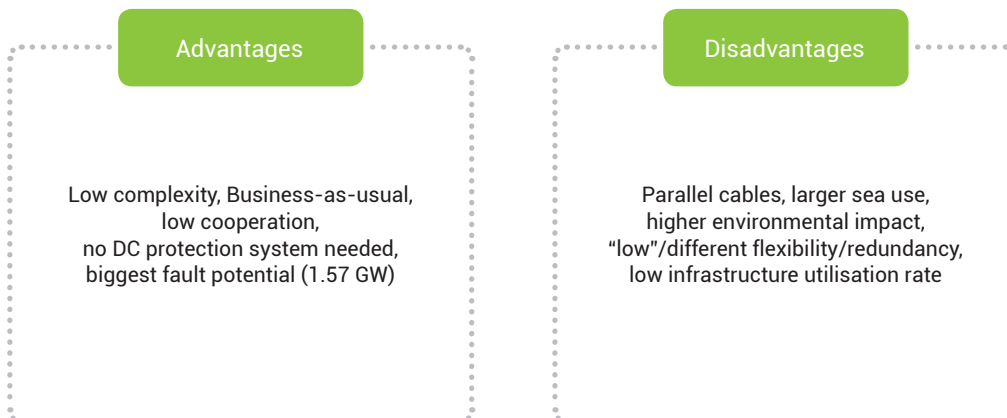 Advantages
Low complexity, Business-as-usual,
low cooperation,
no DC protection system needed,
biggest fault potential (1.57 GW)
Disadvantages
Parallel cables, larger sea use,
higher environmental impact,
“low”/different flexibility/redundancy,
low infrastructure utilisation rate